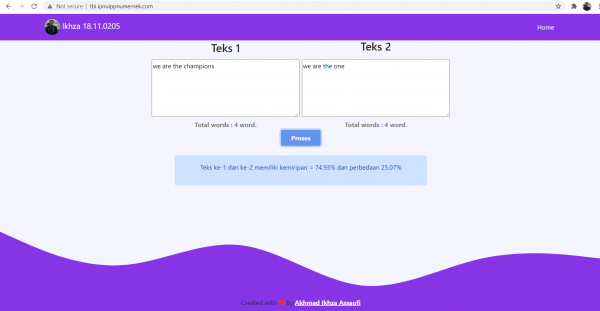 Not secure | tbi.ipnuippnumernek.com
Ikhza 18.11.0205
Home
Teks 1
Teks 2
we are the champions
we are the one
Total words : 4 word.
Total words : 4 word.
Proses
Teks ke-1 dan ke-2 memiliki kemiripan = 74.93% dan perbedaan 25.07%
Created with by Akhmad Ikhza Assaufi